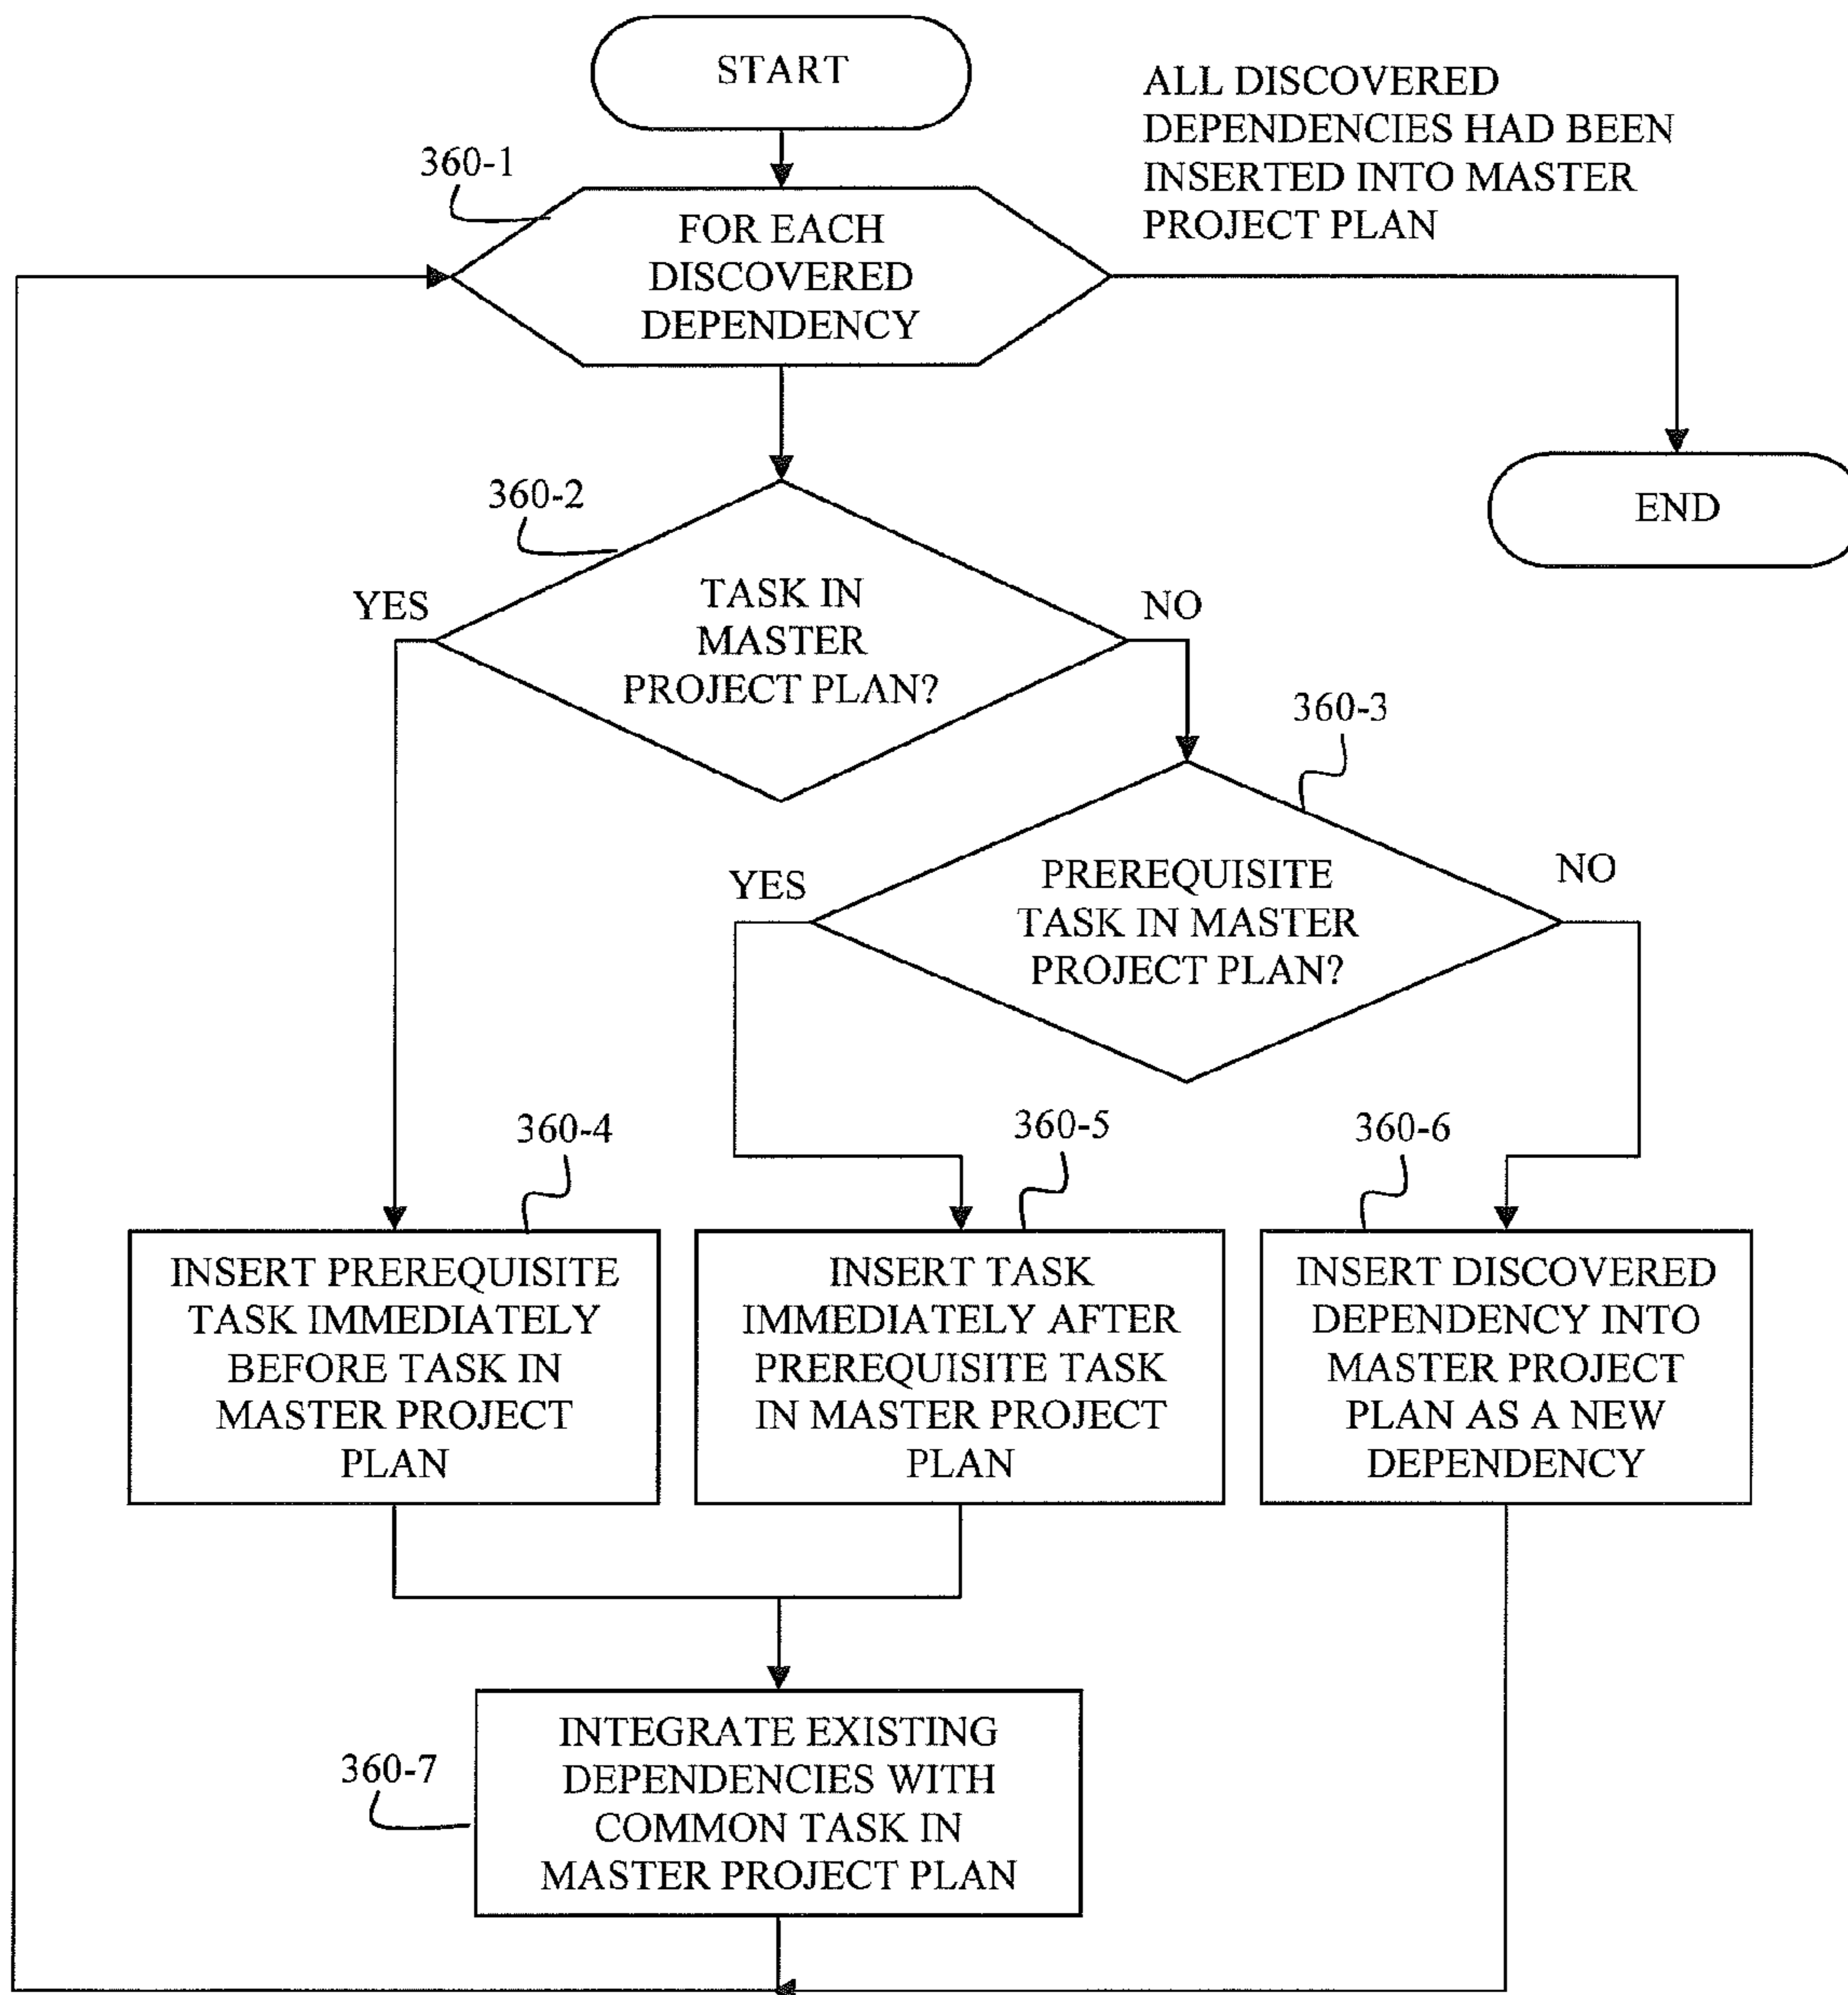 START
ALL DISCOVERED
DEPENDENCIES HAD BEEN
INSERTED INTO MASTER
PROJECT PLAN
360-1
FOR EACH
DISCOVERED
DEPENDENCY
END
360-2
YES
NO
TASK IN
MASTER
PROJECT PLAN?
360-3
YES
NO
PREREQUISITE
TASK IN MASTER
PROJECT PLAN?
360-4
INSERT PREREQUISITE
TASK IMMEDIATELY
BEFORE TASK IN
MASTER PROJECT
PLAN
360-5
INSERT TASK
IMMEDIATELY AFTER
PREREQUISITE TASK
IN MASTER PROJECT
PLAN
360-6
INSERT DISCOVERED
DEPENDENCY INTO
MASTER PROJECT
PLAN AS A NEW
DEPENDENCY
360-7
INTEGRATE EXISTING
DEPENDENCIES WITH
COMMON TASK IN
MASTER PROJECT PLAN